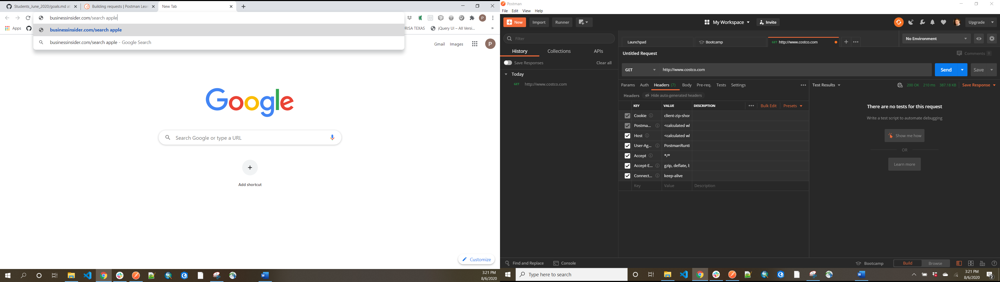 Students_June_2020/goals.md at
Building requests | Postman Lear
New Tab
businessinsider.com/search apple
Apps
businessinsider.com/search apple
RISA TEXAS
jQuery UI – All Versi...
»
businessinsider.com/search apple - Google Search
Gmail
Images
P
Google
Search Google or type a URL
Add shortcut
Customize
3:21 PM
8/6/2020
Postman
File Edit View Help
New
Import
Runner
My Workspace
Invite
Upgrade
Filter
History
Collections
APIs
Save Responses
Clear all
Today
GET http://www.costco.com
Launchpad
Bootcamp
GET http://www.costco.com
No Environment
Untitled Request
Comments 0
GET
http://www.costco.com
Send
Save
Params Auth Headers (7) Body Pre-req. Tests Settings
Test Results
200 OK 210 ms 387.18 KB
Save Response
Headers
Hide auto-generated headers
KEY VALUE DESCRIPTION
Bulk Edit
Presets
Cookie client-zip-shor
Postma... <calculated wl
Host <calculated wl
User-Ag... PostmanRunti
Accept */*
Accept-E... gzip, deflate, b
Connect... keep-alive
Key Value Description
There are no tests for this request
Write a test script to automate debugging
Show me how
OR
Learn more
Find and Replace
Console
Bootcamp
Build
Browse
Type here to search
3:21 PM
8/6/2020
2